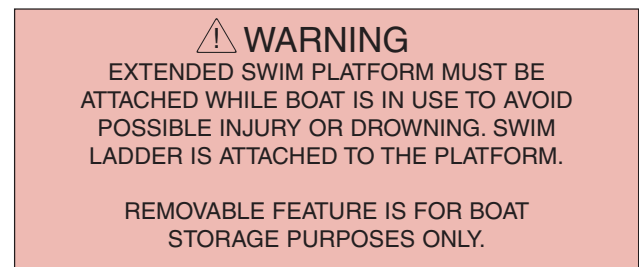 ⚠ WARNING
EXTENDED SWIM PLATFORM MUST BE
ATTACHED WHILE BOAT IS IN USE TO AVOID
POSSIBLE INJURY OR DROWNING. SWIM
LADDER IS ATTACHED TO THE PLATFORM.
REMOVABLE FEATURE IS FOR BOAT
STORAGE PURPOSES ONLY.